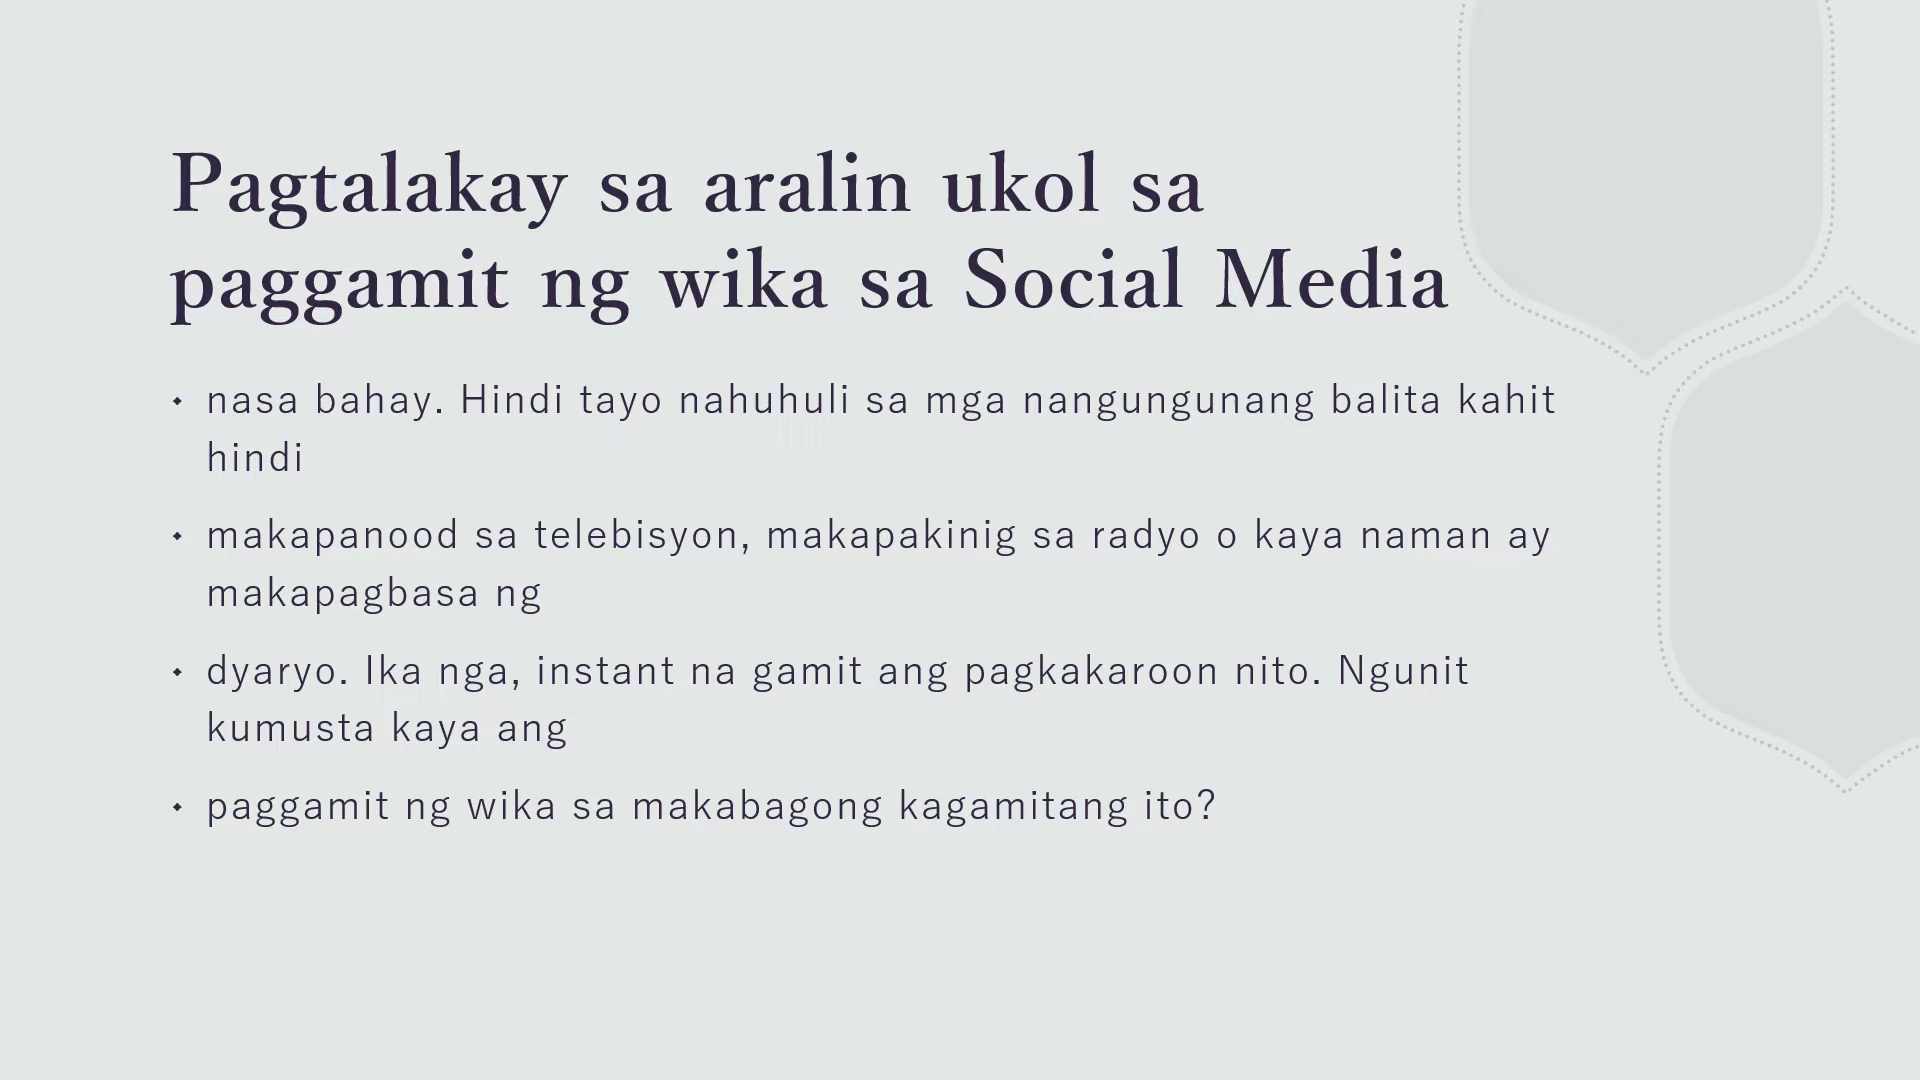 Pagtalakay sa aralin ukol sa
paggamit ng wika sa Social Media
nasa bahay. Hindi tayo nahuhuli sa mga nangungunang balita kahit
hindi
makapanood sa telebisyon, makapakinig sa radyo o kaya naman ay
makapagbasa ng
dyaryo. Ika nga, instant na gamit ang pagkakaroon nito. Ngunit
kumusta kaya ang
paggamit ng wika sa makabagong kagamitang ito?